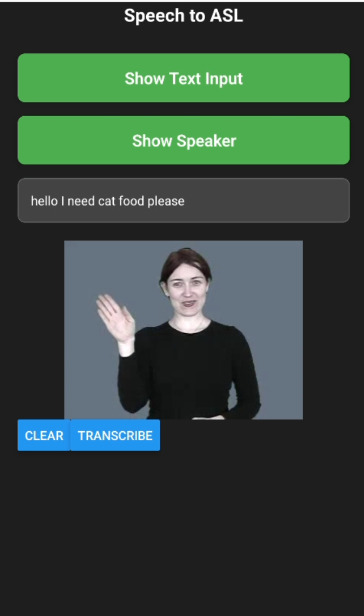 Speech to ASL
Show Text Input
Show Speaker
hello I need cat food please
CLEAR
TRANSCRIBE